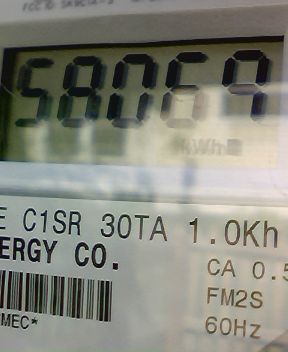 58069
kWh
E C1SR 30TA 1.0Kh
ERGY CO.
CA 0.5
FM2S
MEC*
60Hz